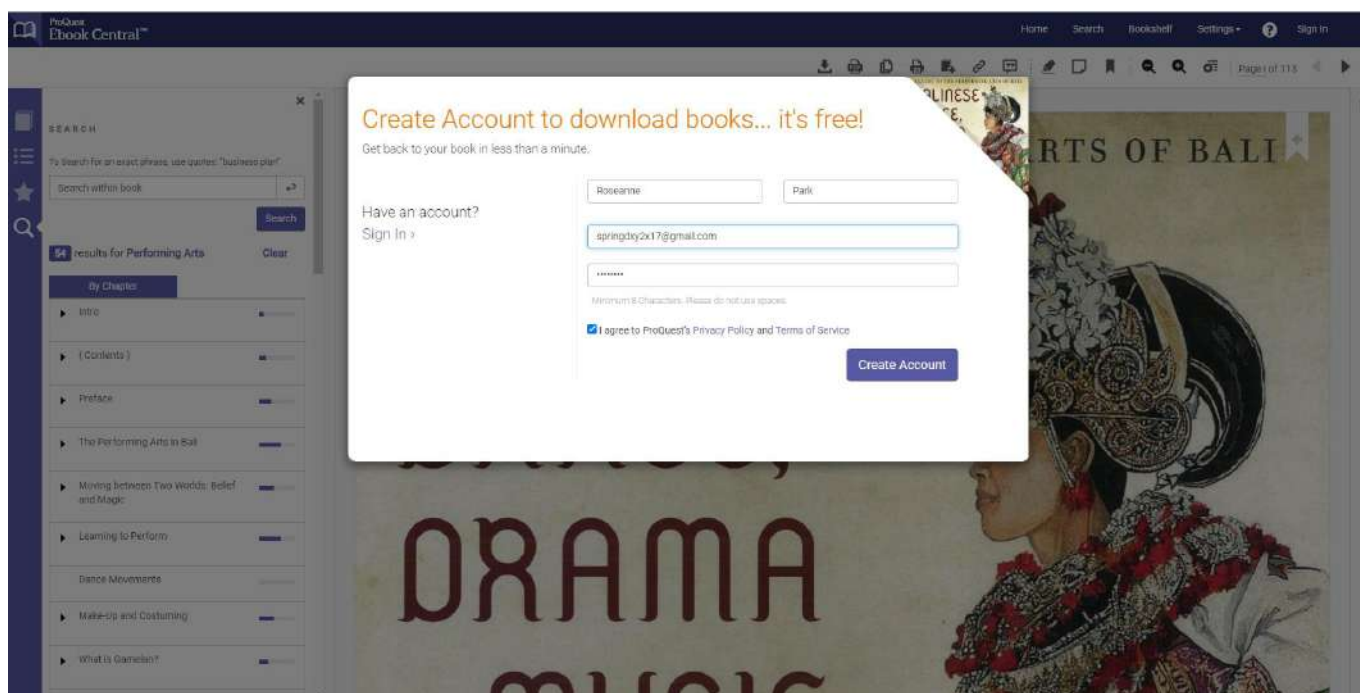 ProQuest
Ebook Central™
Home Search Bookshelf Settings ? Sign In
Page i of 113
SEARCH
To Search for an exact phrase, use quotes: "business plan"
Search within book
Search
54 results for Performing Arts Clear
By Chapter
Intro
( Contents )
Preface
The Performing Arts in Bali
Moving between Two Worlds: Belief
and Magic
Learning to Perform
Dance Movements
Make-Up and Costuming
What is Gamelan?
Create Account to download books... it's free!
Get back to your book in less than a minute.
Have an account?
Sign In ›
Roseanne Park
springdxy2x17@gmail.com
••••••••
Minimum 8 Characters. Please do not use spaces.
I agree to ProQuest's Privacy Policy and Terms of Service
Create Account
ALINESE
RTS OF BALI
DRAMA
MUSIC